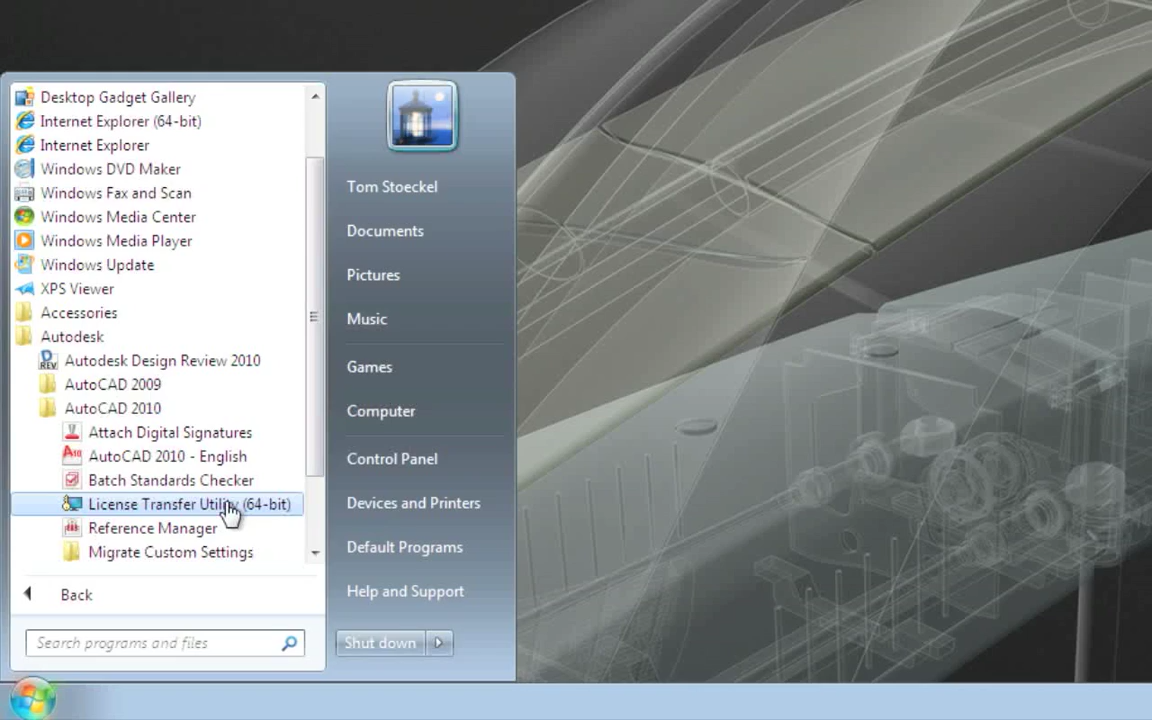 Desktop Gadget Gallery
Internet Explorer (64-bit)
Internet Explorer
Windows DVD Maker
Windows Fax and Scan
Windows Media Center
Windows Media Player
Windows Update
XPS Viewer
Accessories
Autodesk
Autodesk Design Review 2010
AutoCAD 2009
AutoCAD 2010
Attach Digital Signatures
AutoCAD 2010 - English
Batch Standards Checker
License Transfer Utility (64-bit)
Reference Manager
Migrate Custom Settings
Back
Search programs and files
Tom Stoeckel
Documents
Pictures
Music
Games
Computer
Control Panel
Devices and Printers
Default Programs
Help and Support
Shut down